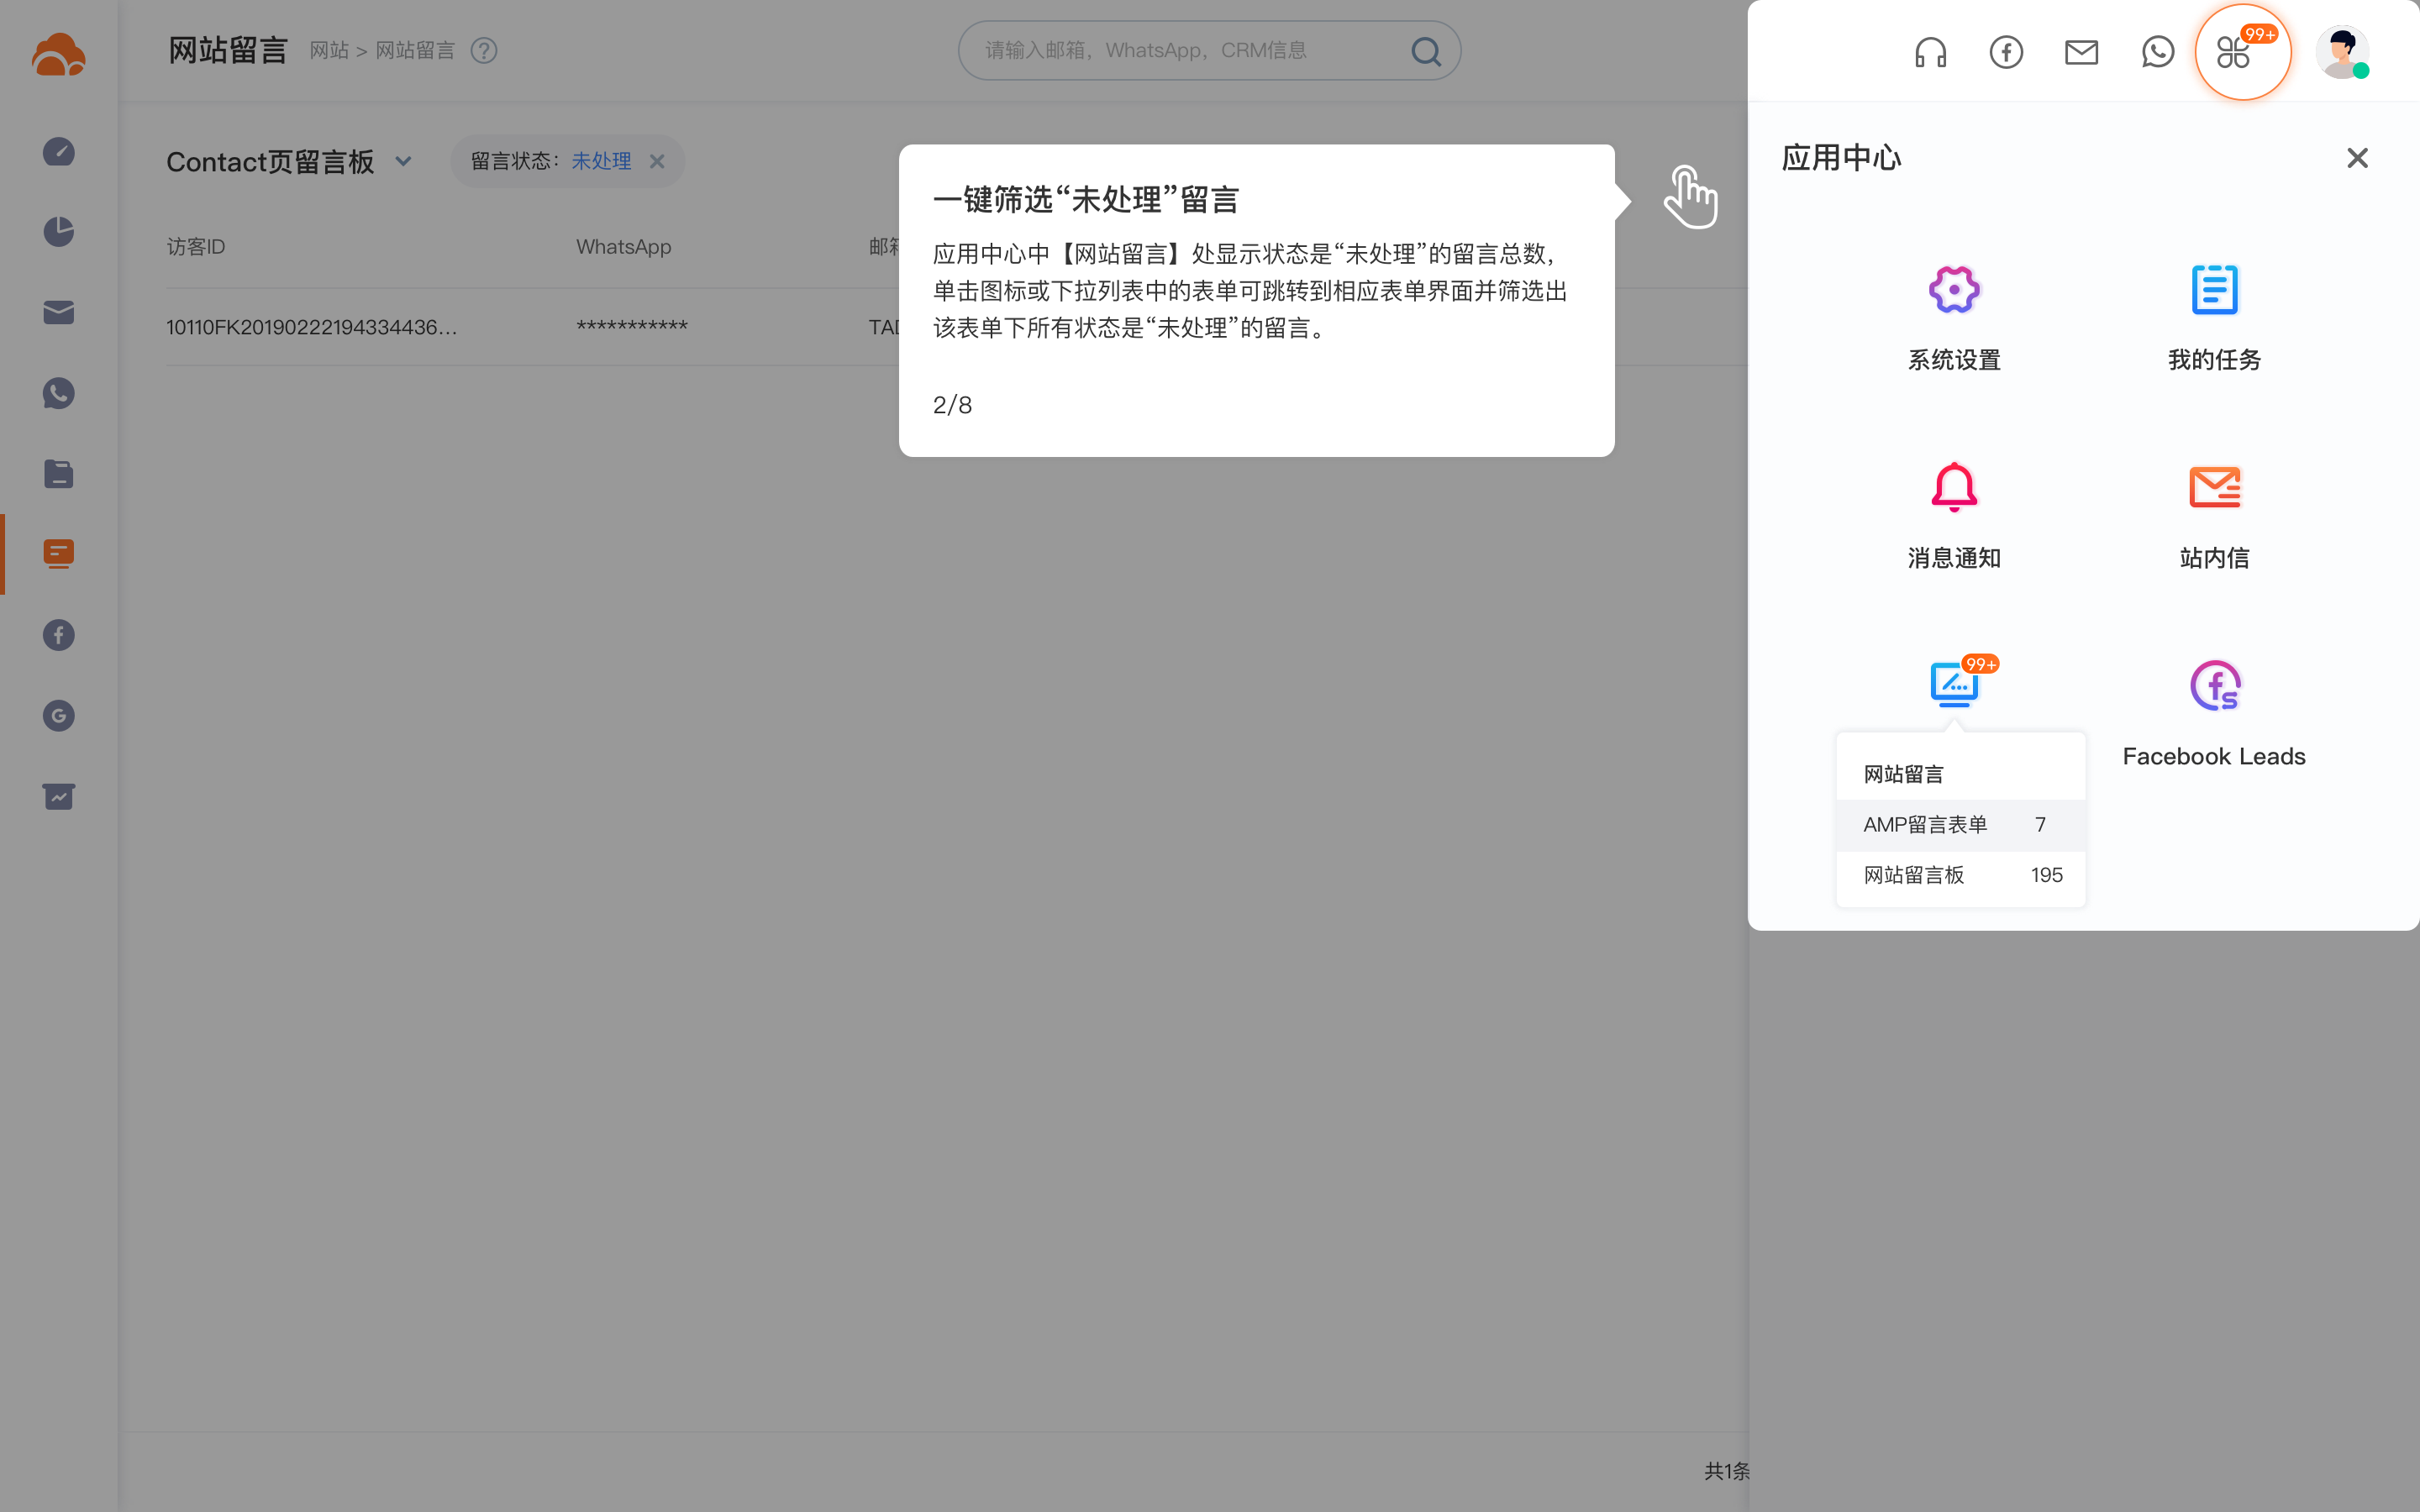 网站留言 网站 > 网站留言
请输入邮箱，WhatsApp，CRM信息
99+
Contact页留言板
留言状态：未处理
访客ID WhatsApp
10110FK20190222194334436... ***********
一键筛选“未处理”留言
应用中心中【网站留言】处显示状态是“未处理”的留言总数，
单击图标或下拉列表中的表单可跳转到相应表单界面并筛选出
该表单下所有状态是“未处理”的留言。
2/8
应用中心
系统设置 我的任务
消息通知 站内信
99+
Facebook Leads
网站留言
AMP留言表单 7
网站留言板 195
共1条